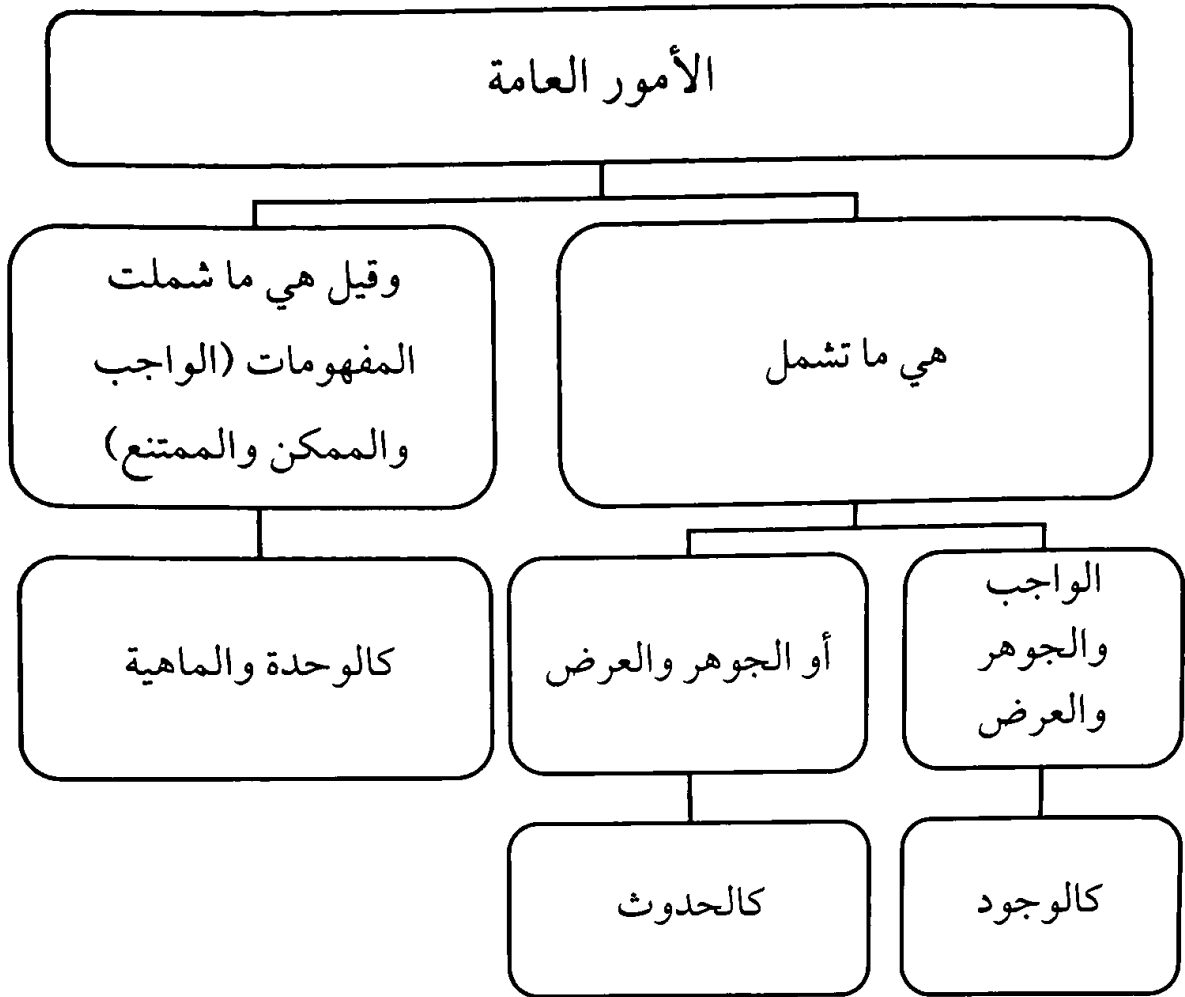 الأمور العامة
هي ما تشمل
وقيل هي ما شملت
المفهومات (الواجب
والممكن والممتنع)
الواجب
والجوهر
والعرض
أو الجوهر والعرض
كالوحدة والماهية
كالوجود
كالحدوث